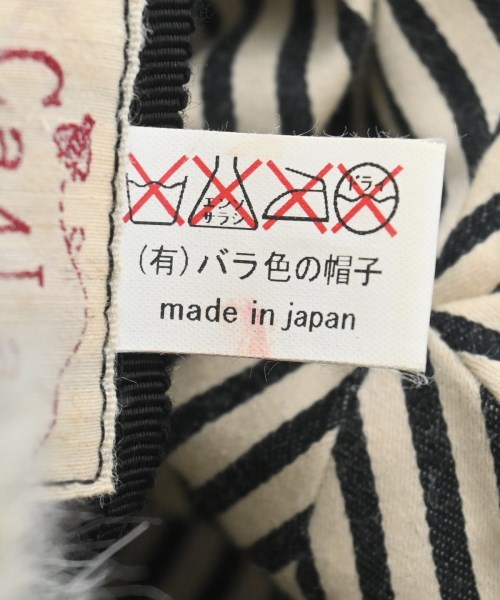 エンソ
サラシ
ドライ
(有)バラ色の帽子
made in japan
Ca4L